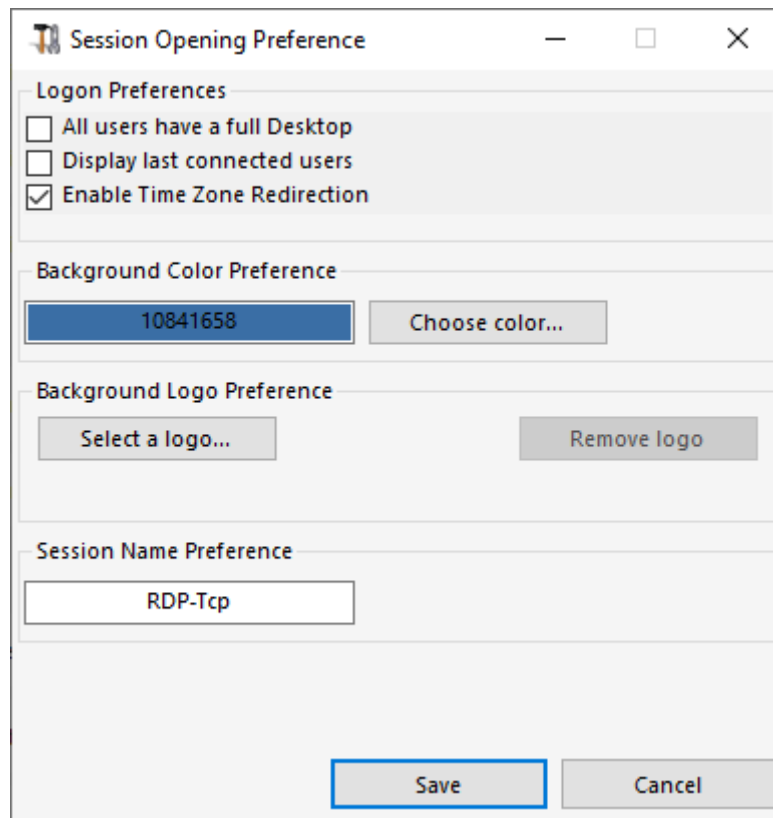 Session Opening Preference
Logon Preferences
All users have a full Desktop
Display last connected users
Enable Time Zone Redirection
Background Color Preference
10841658 Choose color...
Background Logo Preference
Select a logo... Remove logo
Session Name Preference
RDP-Tcp
Save Cancel